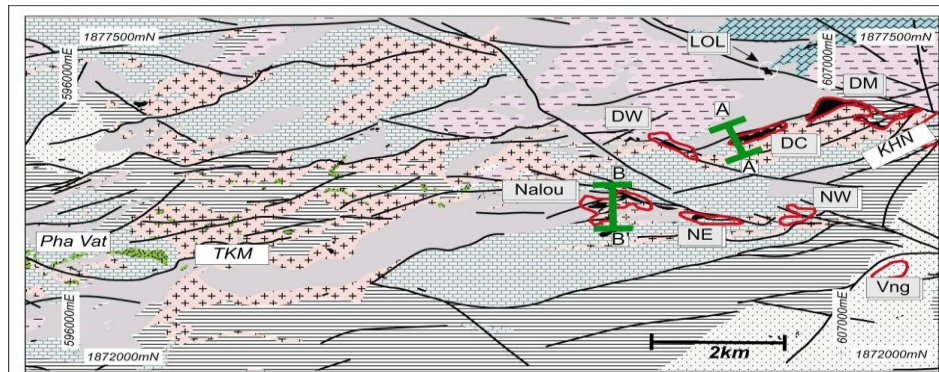 1877500mN
1877500mN
596000mE
607000mE
LOL
DM
A
DW
DC
A'
KHN
B
Nalou
NW
NE
B'
Pha Vat
TKM
Vng
596000mE
607000mE
1872000mN
1872000mN
2km